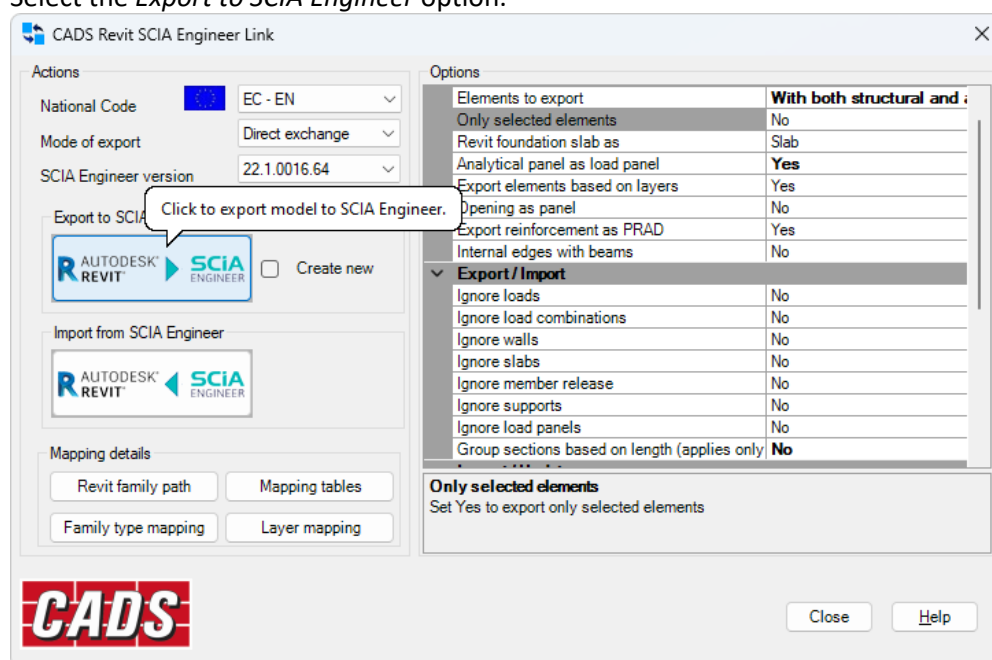 Select the Export to SCIA Engineer option.
CADS Revit SCIA Engineer Link
Actions
National Code
EC - EN
Mode of export
Direct exchange
SCIA Engineer version
22.1.0016.64
Export to SCIA
Click to export model to SCIA Engineer.
AUTODESK REVIT SCiA ENGINEER
Create new
Import from SCIA Engineer
AUTODESK REVIT SCiA ENGINEER
Mapping details
Revit family path
Mapping tables
Family type mapping
Layer mapping
CADS
Options
Elements to export With both structural and
Only selected elements No
Revit foundation slab as Slab
Analytical panel as load panel Yes
Export elements based on layers Yes
Opening as panel No
Export reinforcement as PRAD Yes
Internal edges with beams No
Export / Import
Ignore loads No
Ignore load combinations No
Ignore walls No
Ignore slabs No
Ignore member release No
Ignore supports No
Ignore load panels No
Group sections based on length (applies only No
Only selected elements
Set Yes to export only selected elements
Close
Help